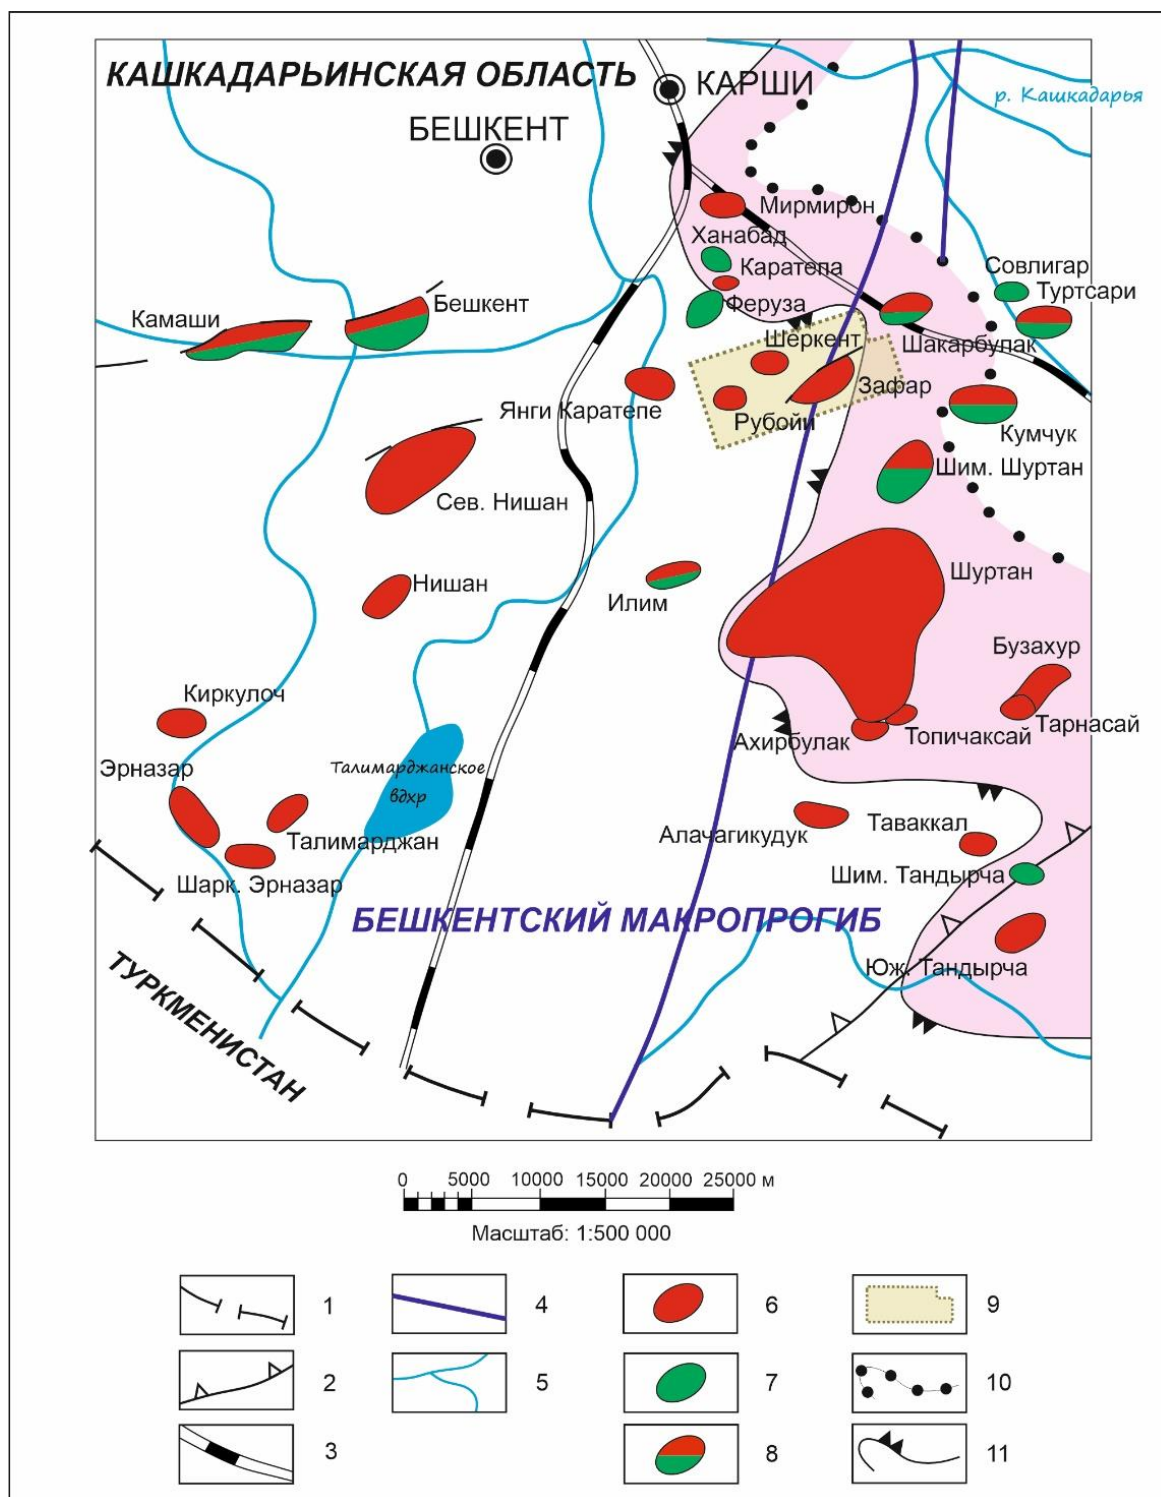 КАШКАДАРЬИНСКАЯ ОБЛАСТЬ
КАРШИ
р. Кашкадарья
БЕШКЕНТ
Мирмирон
Ханабад
Каратепа
Совлигар
Туртсари
Бешкент
Феруза
Камаши
Шеркент
Шакарбулак
Зафар
Янги Каратепе
Рубойи
Кумчук
Шим. Шуртан
Сев. Нишан
Шуртан
Нишан
Илим
Бузахур
Киркулоч
Тарнасай
Ахирбулак
Топичаксай
Эрназар
Талимарджанское
вдхр
Таваккал
Алачагикудук
Талимарджан
Шим. Тандырча
Шарк. Эрназар
БЕШКЕНТСКИЙ МАКРОПРОГИБ
Юж. Тандырча
ТУРКМЕНИСТАН
0 5000 10000 15000 20000 25000 м
Масштаб: 1:500 000
1 4 6 9
2 5 7 10
3 8 11